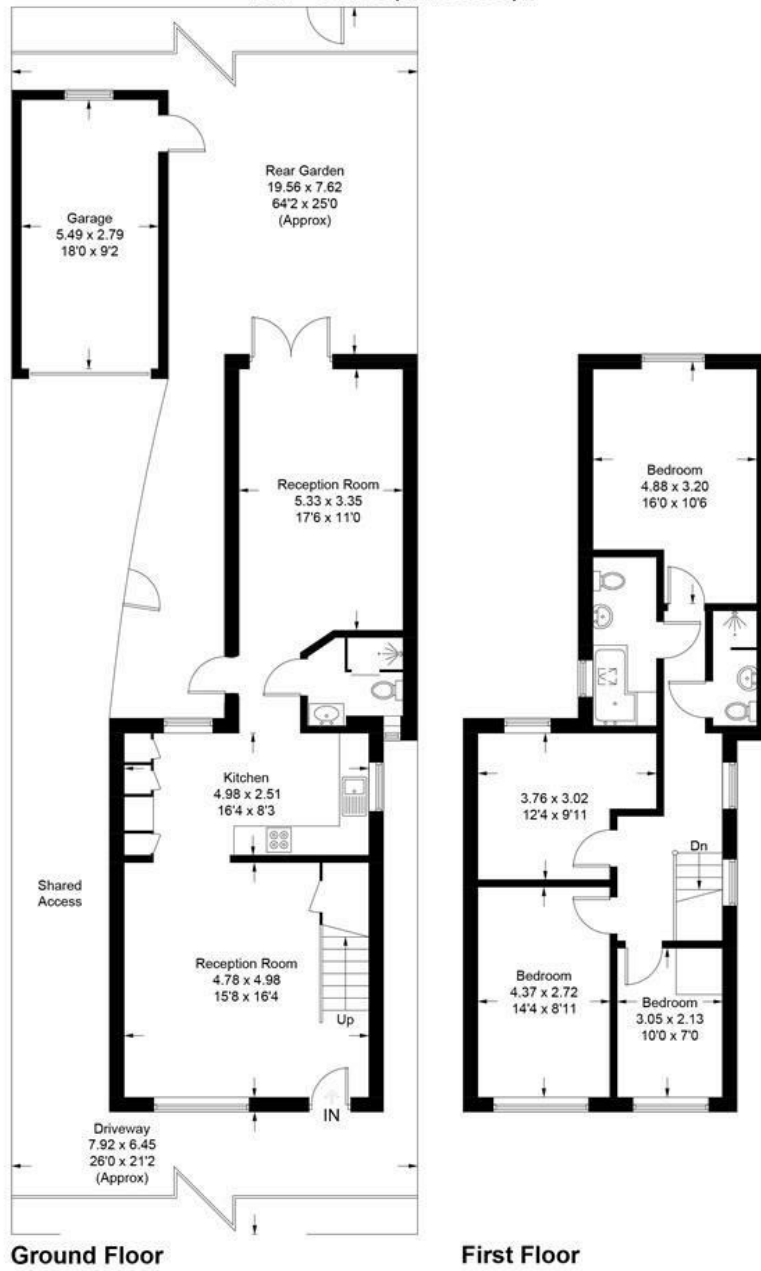 Rear Garden
19.56 x 7.62
64'2 x 25'0
(Approx)
Garage
5.49 x 2.79
18'0 x 9'2
Reception Room
5.33 x 3.35
17'6 x 11'0
Kitchen
4.98 x 2.51
16'4 x 8'3
Shared
Access
Reception Room
4.78 x 4.98
15'8 x 16'4
Up
IN
Driveway
7.92 x 6.45
26'0 x 21'2
(Approx)
Ground Floor
Bedroom
4.88 x 3.20
16'0 x 10'6
3.76 x 3.02
12'4 x 9'11
Dn
Bedroom
4.37 x 2.72
14'4 x 8'11
Bedroom
3.05 x 2.13
10'0 x 7'0
First Floor